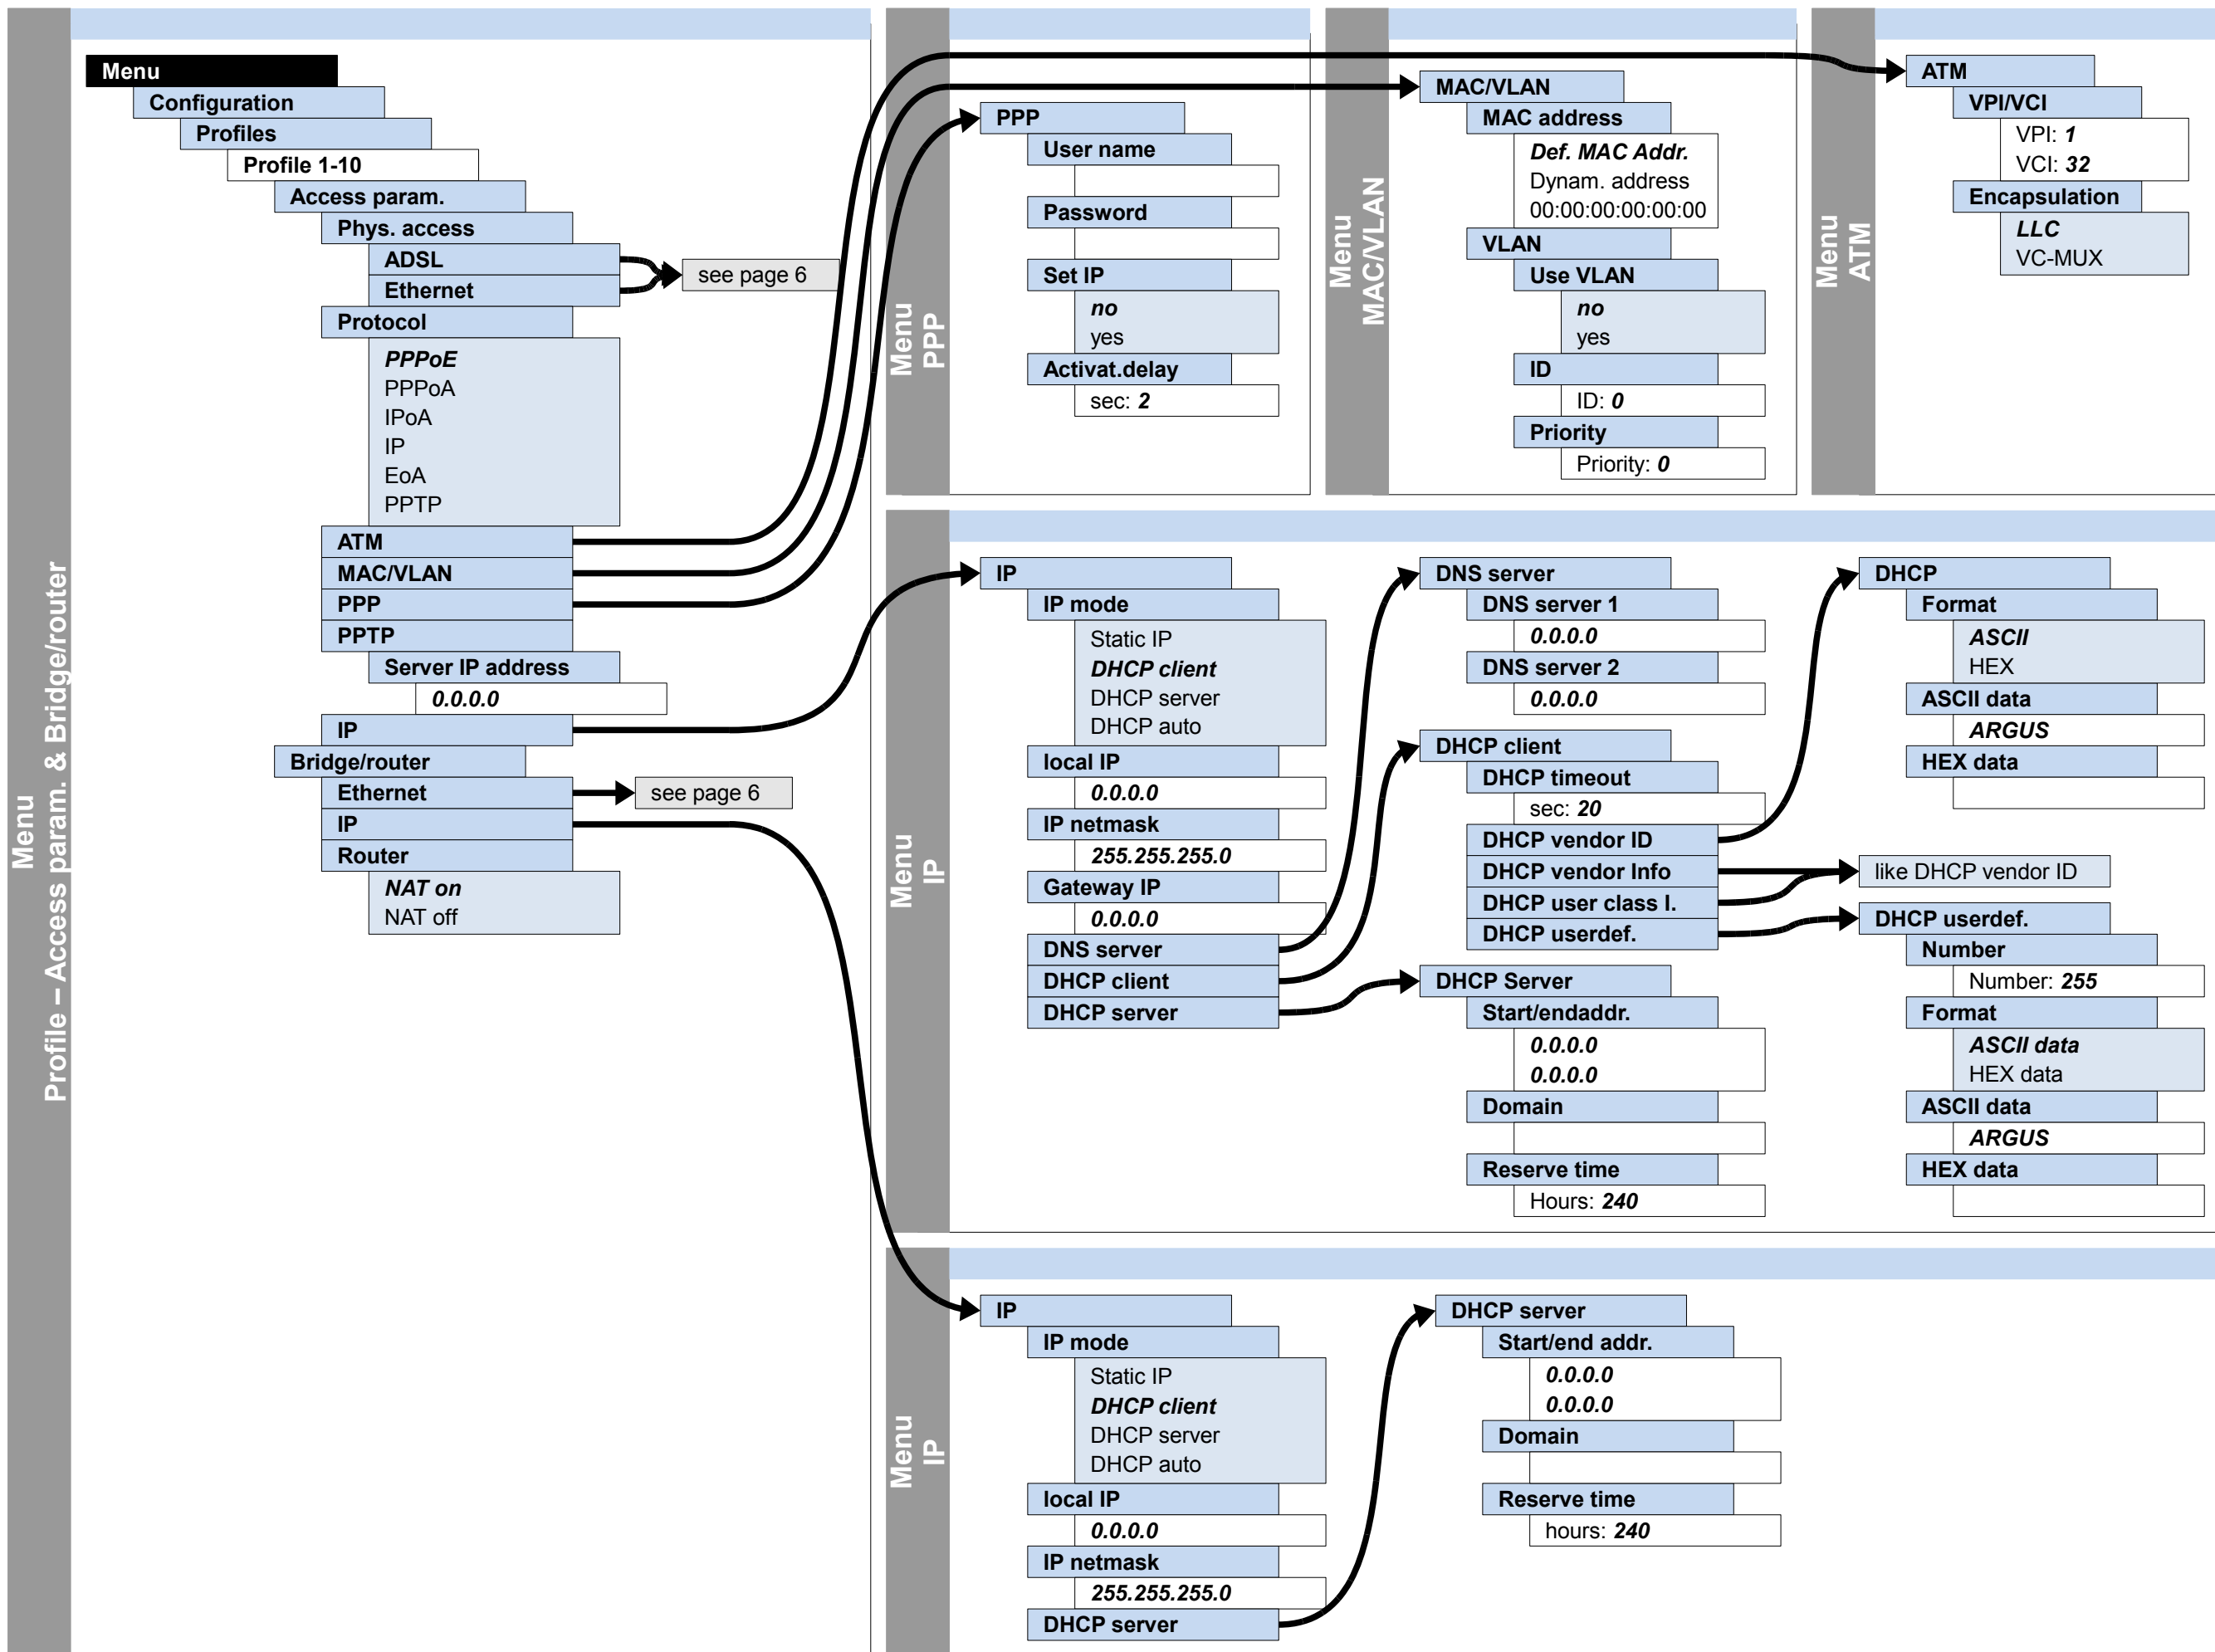 Menu
Profile – Access param. & Bridge/router
Menu
Configuration
Profiles
Profile 1-10
Access param.
Phys. access
ADSL
Ethernet
see page 6
Protocol
PPPoE
PPPoA
IPoA
IP
EoA
PPTP
ATM
MAC/VLAN
PPP
PPTP
Server IP address
0.0.0.0
IP
Bridge/router
Ethernet
see page 6
IP
Router
NAT on
NAT off
Menu
PPP
PPP
User name
Password
Set IP
no
yes
Activat.delay
sec: 2
Menu
MAC/VLAN
MAC/VLAN
MAC address
Def. MAC Addr.
Dynam. address
00:00:00:00:00:00
VLAN
Use VLAN
no
yes
ID
ID: 0
Priority
Priority: 0
Menu
ATM
ATM
VPI/VCI
VPI: 1
VCI: 32
Encapsulation
LLC
VC-MUX
Menu
IP
IP
IP mode
Static IP
DHCP client
DHCP server
DHCP auto
local IP
0.0.0.0
IP netmask
255.255.255.0
Gateway IP
0.0.0.0
DNS server
DHCP client
DHCP server
DNS server
DNS server 1
0.0.0.0
DNS server 2
0.0.0.0
DHCP client
DHCP timeout
sec: 20
DHCP vendor ID
DHCP vendor Info
DHCP user class I.
DHCP userdef.
DHCP Server
Start/endaddr.
0.0.0.0
0.0.0.0
Domain
Reserve time
Hours: 240
DHCP
Format
ASCII
HEX
ASCII data
ARGUS
HEX data
like DHCP vendor ID
DHCP userdef.
Number
Number: 255
Format
ASCII data
HEX data
ASCII data
ARGUS
HEX data
Menu
IP
IP
IP mode
Static IP
DHCP client
DHCP server
DHCP auto
local IP
0.0.0.0
IP netmask
255.255.255.0
DHCP server
DHCP server
Start/end addr.
0.0.0.0
0.0.0.0
Domain
Reserve time
hours: 240